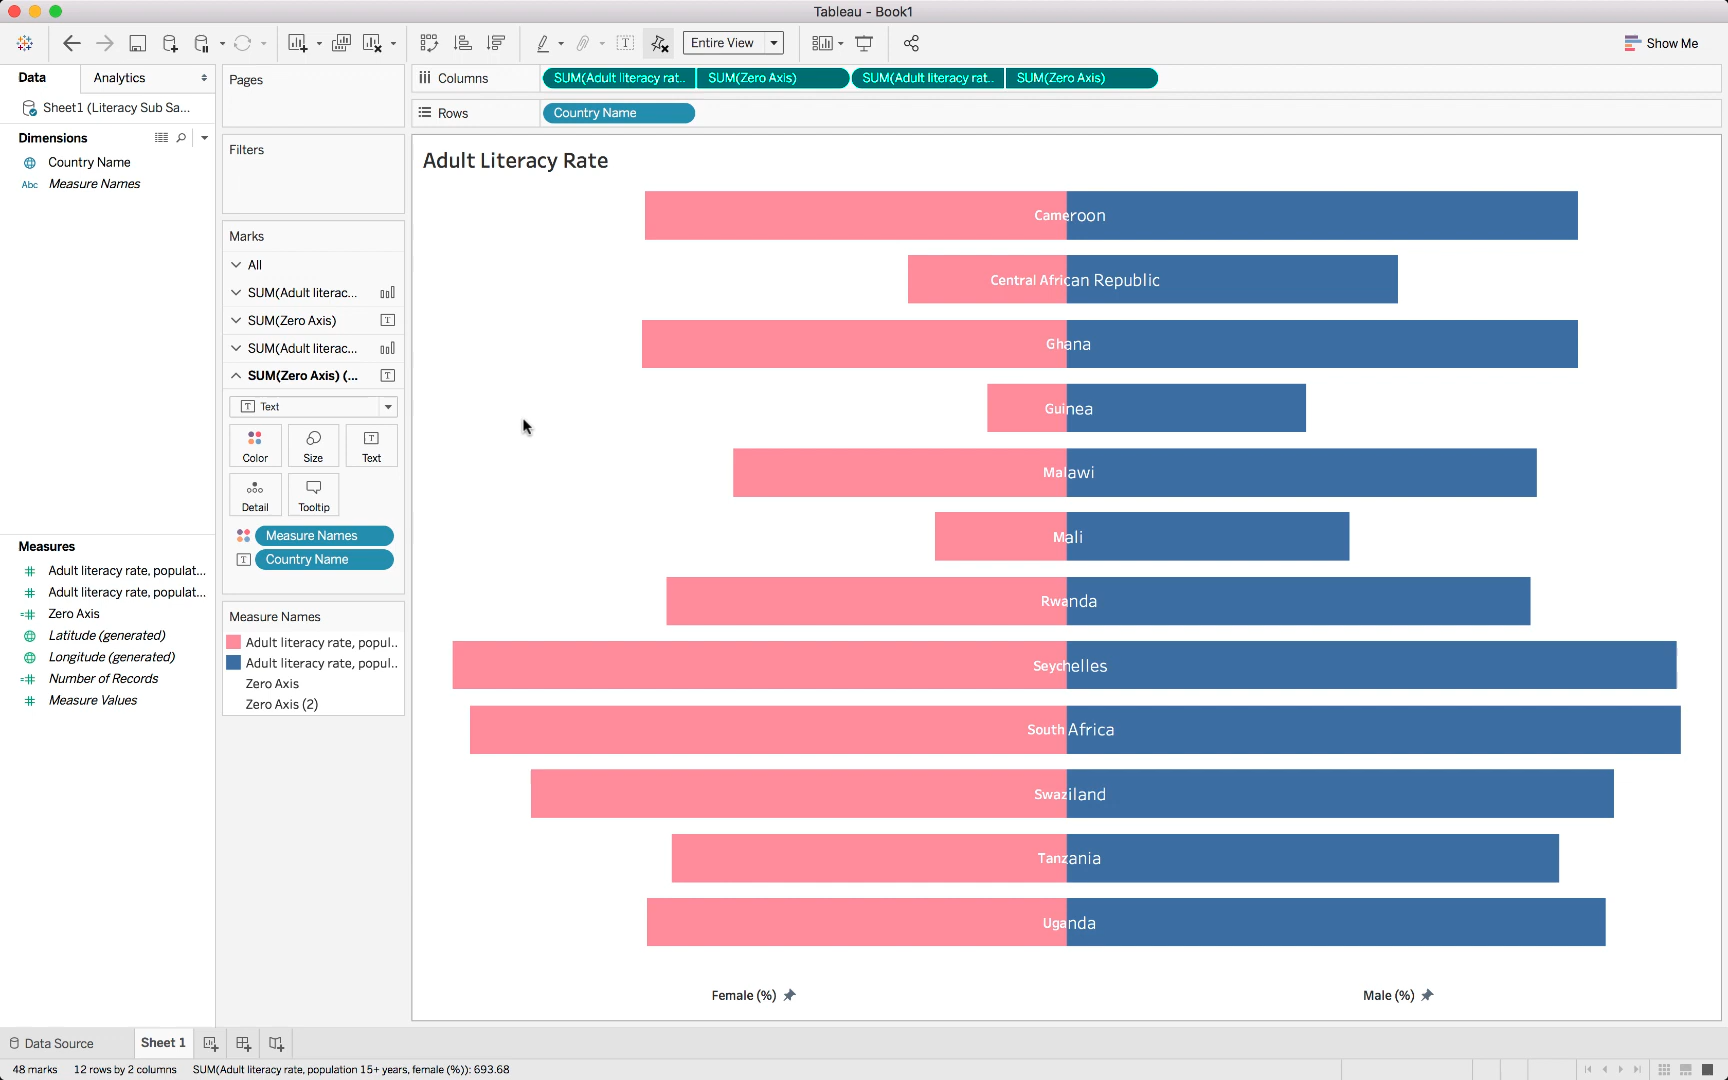 Tableau - Book1
Entire View
Show Me
Data
Analytics
Pages
Columns
SUM(Adult literacy rat..
SUM(Zero Axis)
SUM(Adult literacy rat..
SUM(Zero Axis)
Sheet1 (Literacy Sub Sa...
Rows
Country Name
Dimensions
Country Name
Abc Measure Names
Filters
Marks
All
SUM(Adult literac...
SUM(Zero Axis)
SUM(Adult literac...
SUM(Zero Axis) (...
Text
Color
Size
Text
Detail
Tooltip
Measure Names
Country Name
Measures
Adult literacy rate, populat...
Adult literacy rate, populat...
Zero Axis
Latitude (generated)
Longitude (generated)
Number of Records
Measure Values
Measure Names
Adult literacy rate, popul..
Adult literacy rate, popul..
Zero Axis
Zero Axis (2)
Adult Literacy Rate
Cameroon
Central African Republic
Ghana
Guinea
Malawi
Mali
Rwanda
Seychelles
South Africa
Swaziland
Tanzania
Uganda
Female (%)
Male (%)
Data Source
Sheet 1
48 marks
12 rows by 2 columns
SUM(Adult literacy rate, population 15+ years, female (%)): 693.68